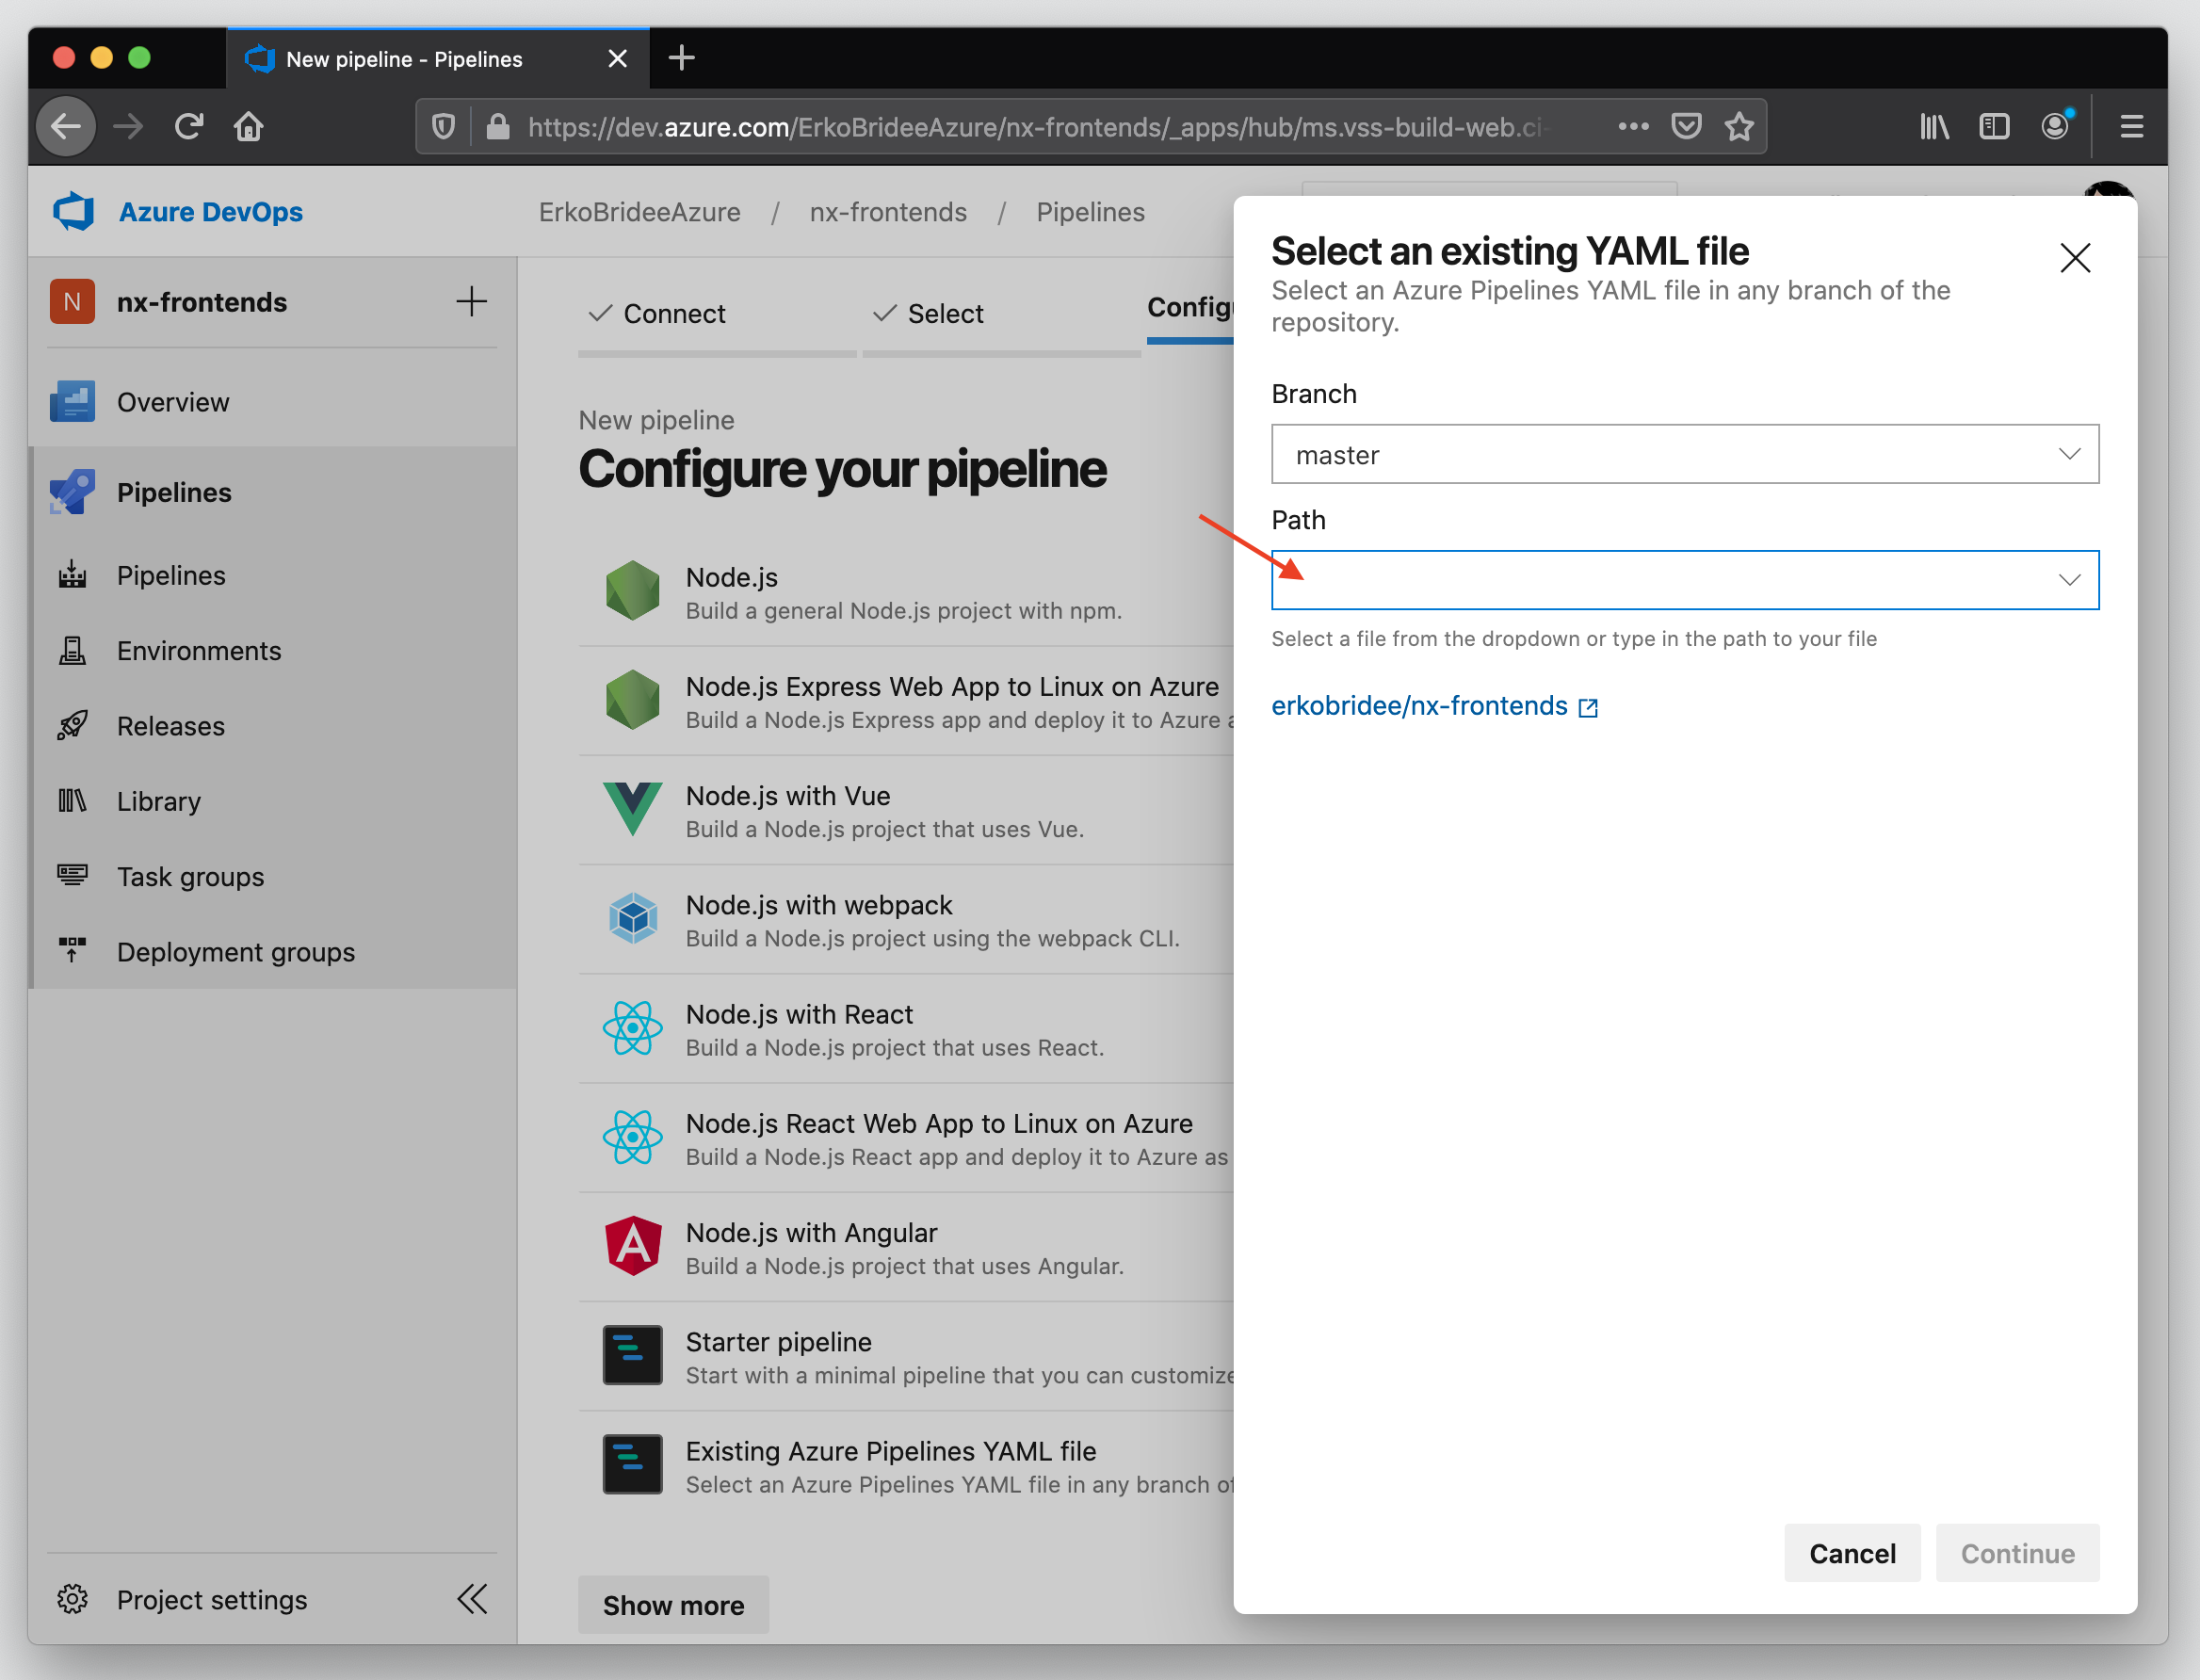 New pipeline - Pipelines
https://dev.azure.com/ErkoBrideeAzure/nx-frontends/_apps/hub/ms.vss-build-web.ci-
Azure DevOps
ErkoBrideeAzure / nx-frontends / Pipelines
N nx-frontends
Overview
Pipelines
Pipelines
Environments
Releases
Library
Task groups
Deployment groups
Project settings
Connect
Select
Config
New pipeline
Configure your pipeline
Node.js
Build a general Node.js project with npm.
Node.js Express Web App to Linux on Azure
Build a Node.js Express app and deploy it to Azure a
Node.js with Vue
Build a Node.js project that uses Vue.
Node.js with webpack
Build a Node.js project using the webpack CLI.
Node.js with React
Build a Node.js project that uses React.
Node.js React Web App to Linux on Azure
Build a Node.js React app and deploy it to Azure as
Node.js with Angular
Build a Node.js project that uses Angular.
Starter pipeline
Start with a minimal pipeline that you can customize
Existing Azure Pipelines YAML file
Select an Azure Pipelines YAML file in any branch of
Show more
Select an existing YAML file
Select an Azure Pipelines YAML file in any branch of the
repository.
Branch
master
Path
Select a file from the dropdown or type in the path to your file
erkobridee/nx-frontends
Cancel
Continue